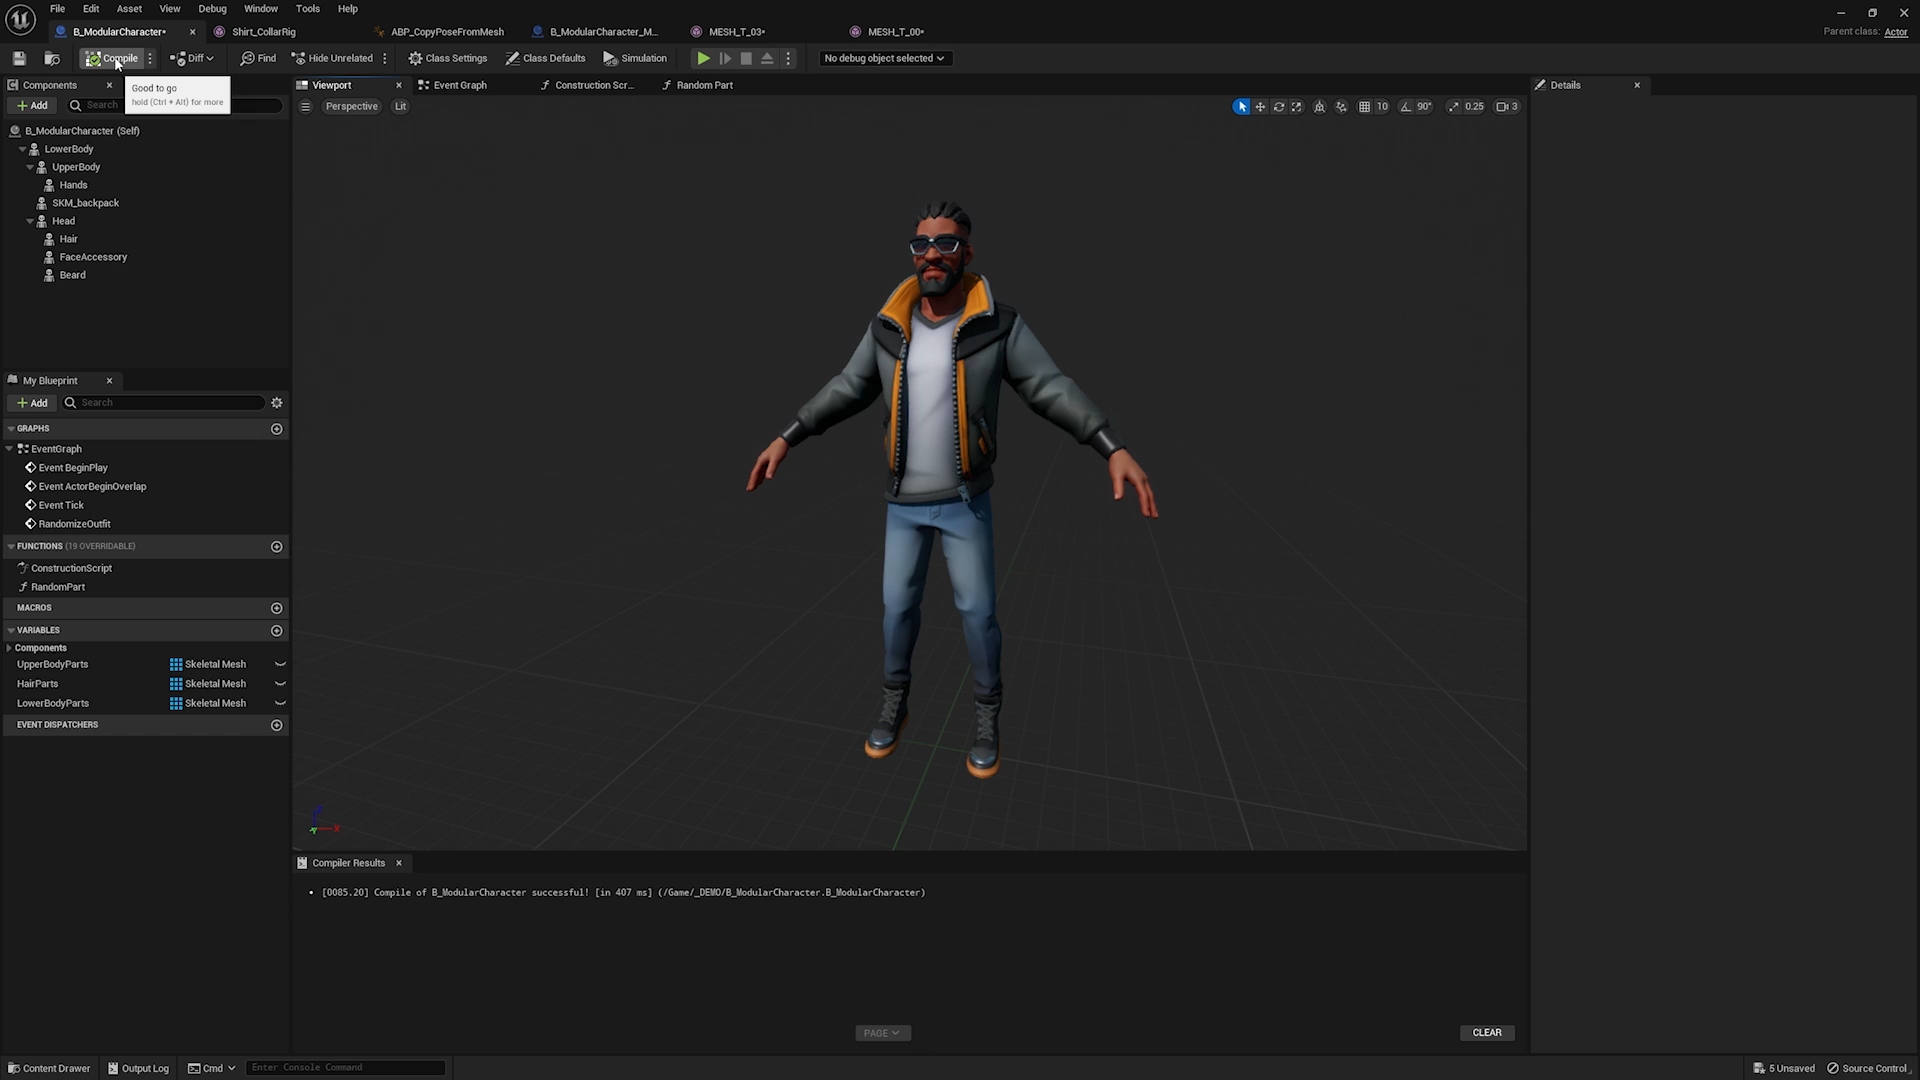 File Edit Asset View Debug Window Tools Help
B_ModularCharacter* Shirt_CollarRig ABP_CopyPoseFromMesh B_ModularCharacter_M... MESH_T_03* MESH_T_00*
Parent class: Actor
Compile Diff Find Hide Unrelated Class Settings Class Defaults Simulation No debug object selected
Good to go
hold (Ctrl + Alt) for more
Components
Add Search
B_ModularCharacter (Self)
LowerBody
UpperBody
Hands
SKM_backpack
Head
Hair
FaceAccessory
Beard
My Blueprint
Add Search
GRAPHS
EventGraph
Event BeginPlay
Event ActorBeginOverlap
Event Tick
RandomizeOutfit
FUNCTIONS (19 OVERRIDABLE)
ConstructionScript
RandomPart
MACROS
VARIABLES
Components
UpperBodyParts Skeletal Mesh
HairParts Skeletal Mesh
LowerBodyParts Skeletal Mesh
EVENT DISPATCHERS
Viewport Event Graph Construction Scr... Random Part
Perspective Lit 10 90° 0.25 3
X
Compiler Results
[0085.20] Compile of B_ModularCharacter successful! [in 407 ms] (/Game/_DEMO/B_ModularCharacter.B_ModularCharacter)
PAGE
CLEAR
Details
Content Drawer Output Log Cmd Enter Console Command
5 Unsaved Source Control